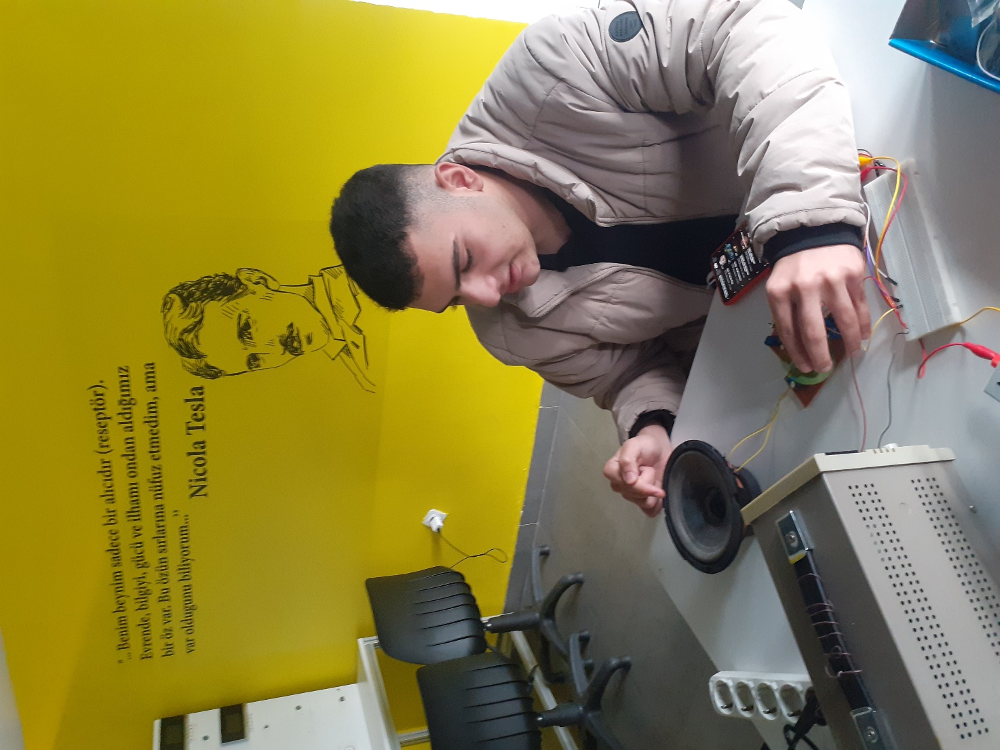 "... Benim beynim sadece bir alıcıdır (reseptör).
Evrende, bilgiyi, gücü ve ilhamı ondan aldığımız
bir öz var. Bu özün sırlarına nüfuz etmedim, ama
var olduğunu biliyorum... ”
Nicola Tesla